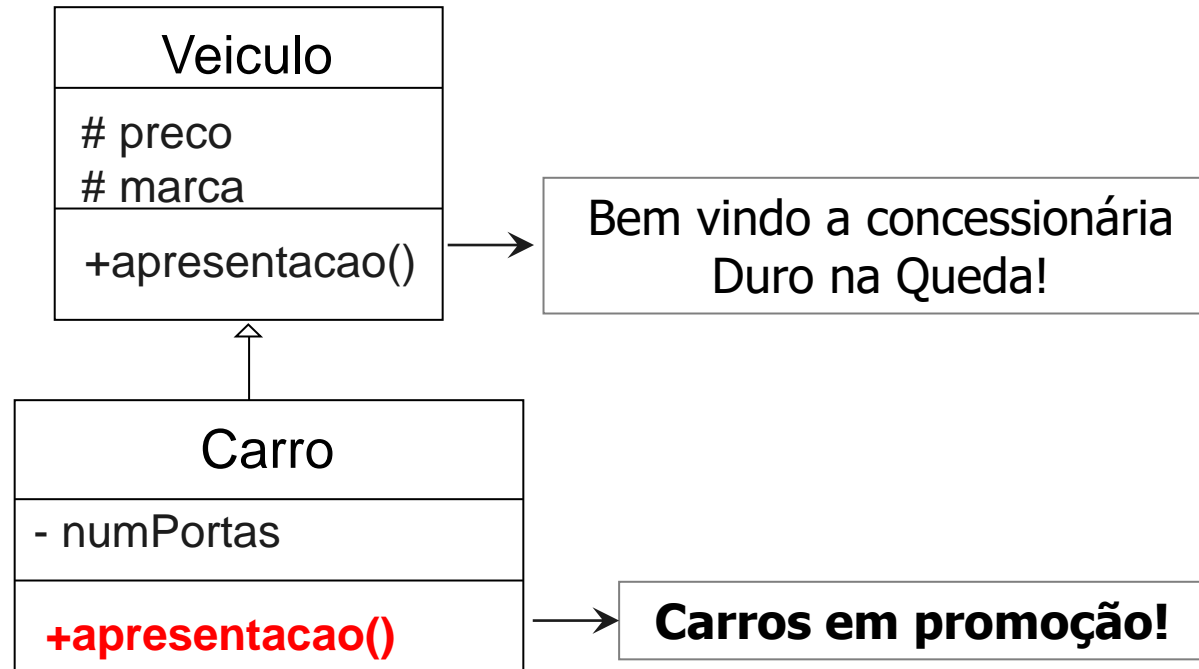 Veiculo
# preco
# marca
+apresentacao()
Bem vindo a concessionária
Duro na Queda!
Carro
- numPortas
+apresentacao()
Carros em promoção!